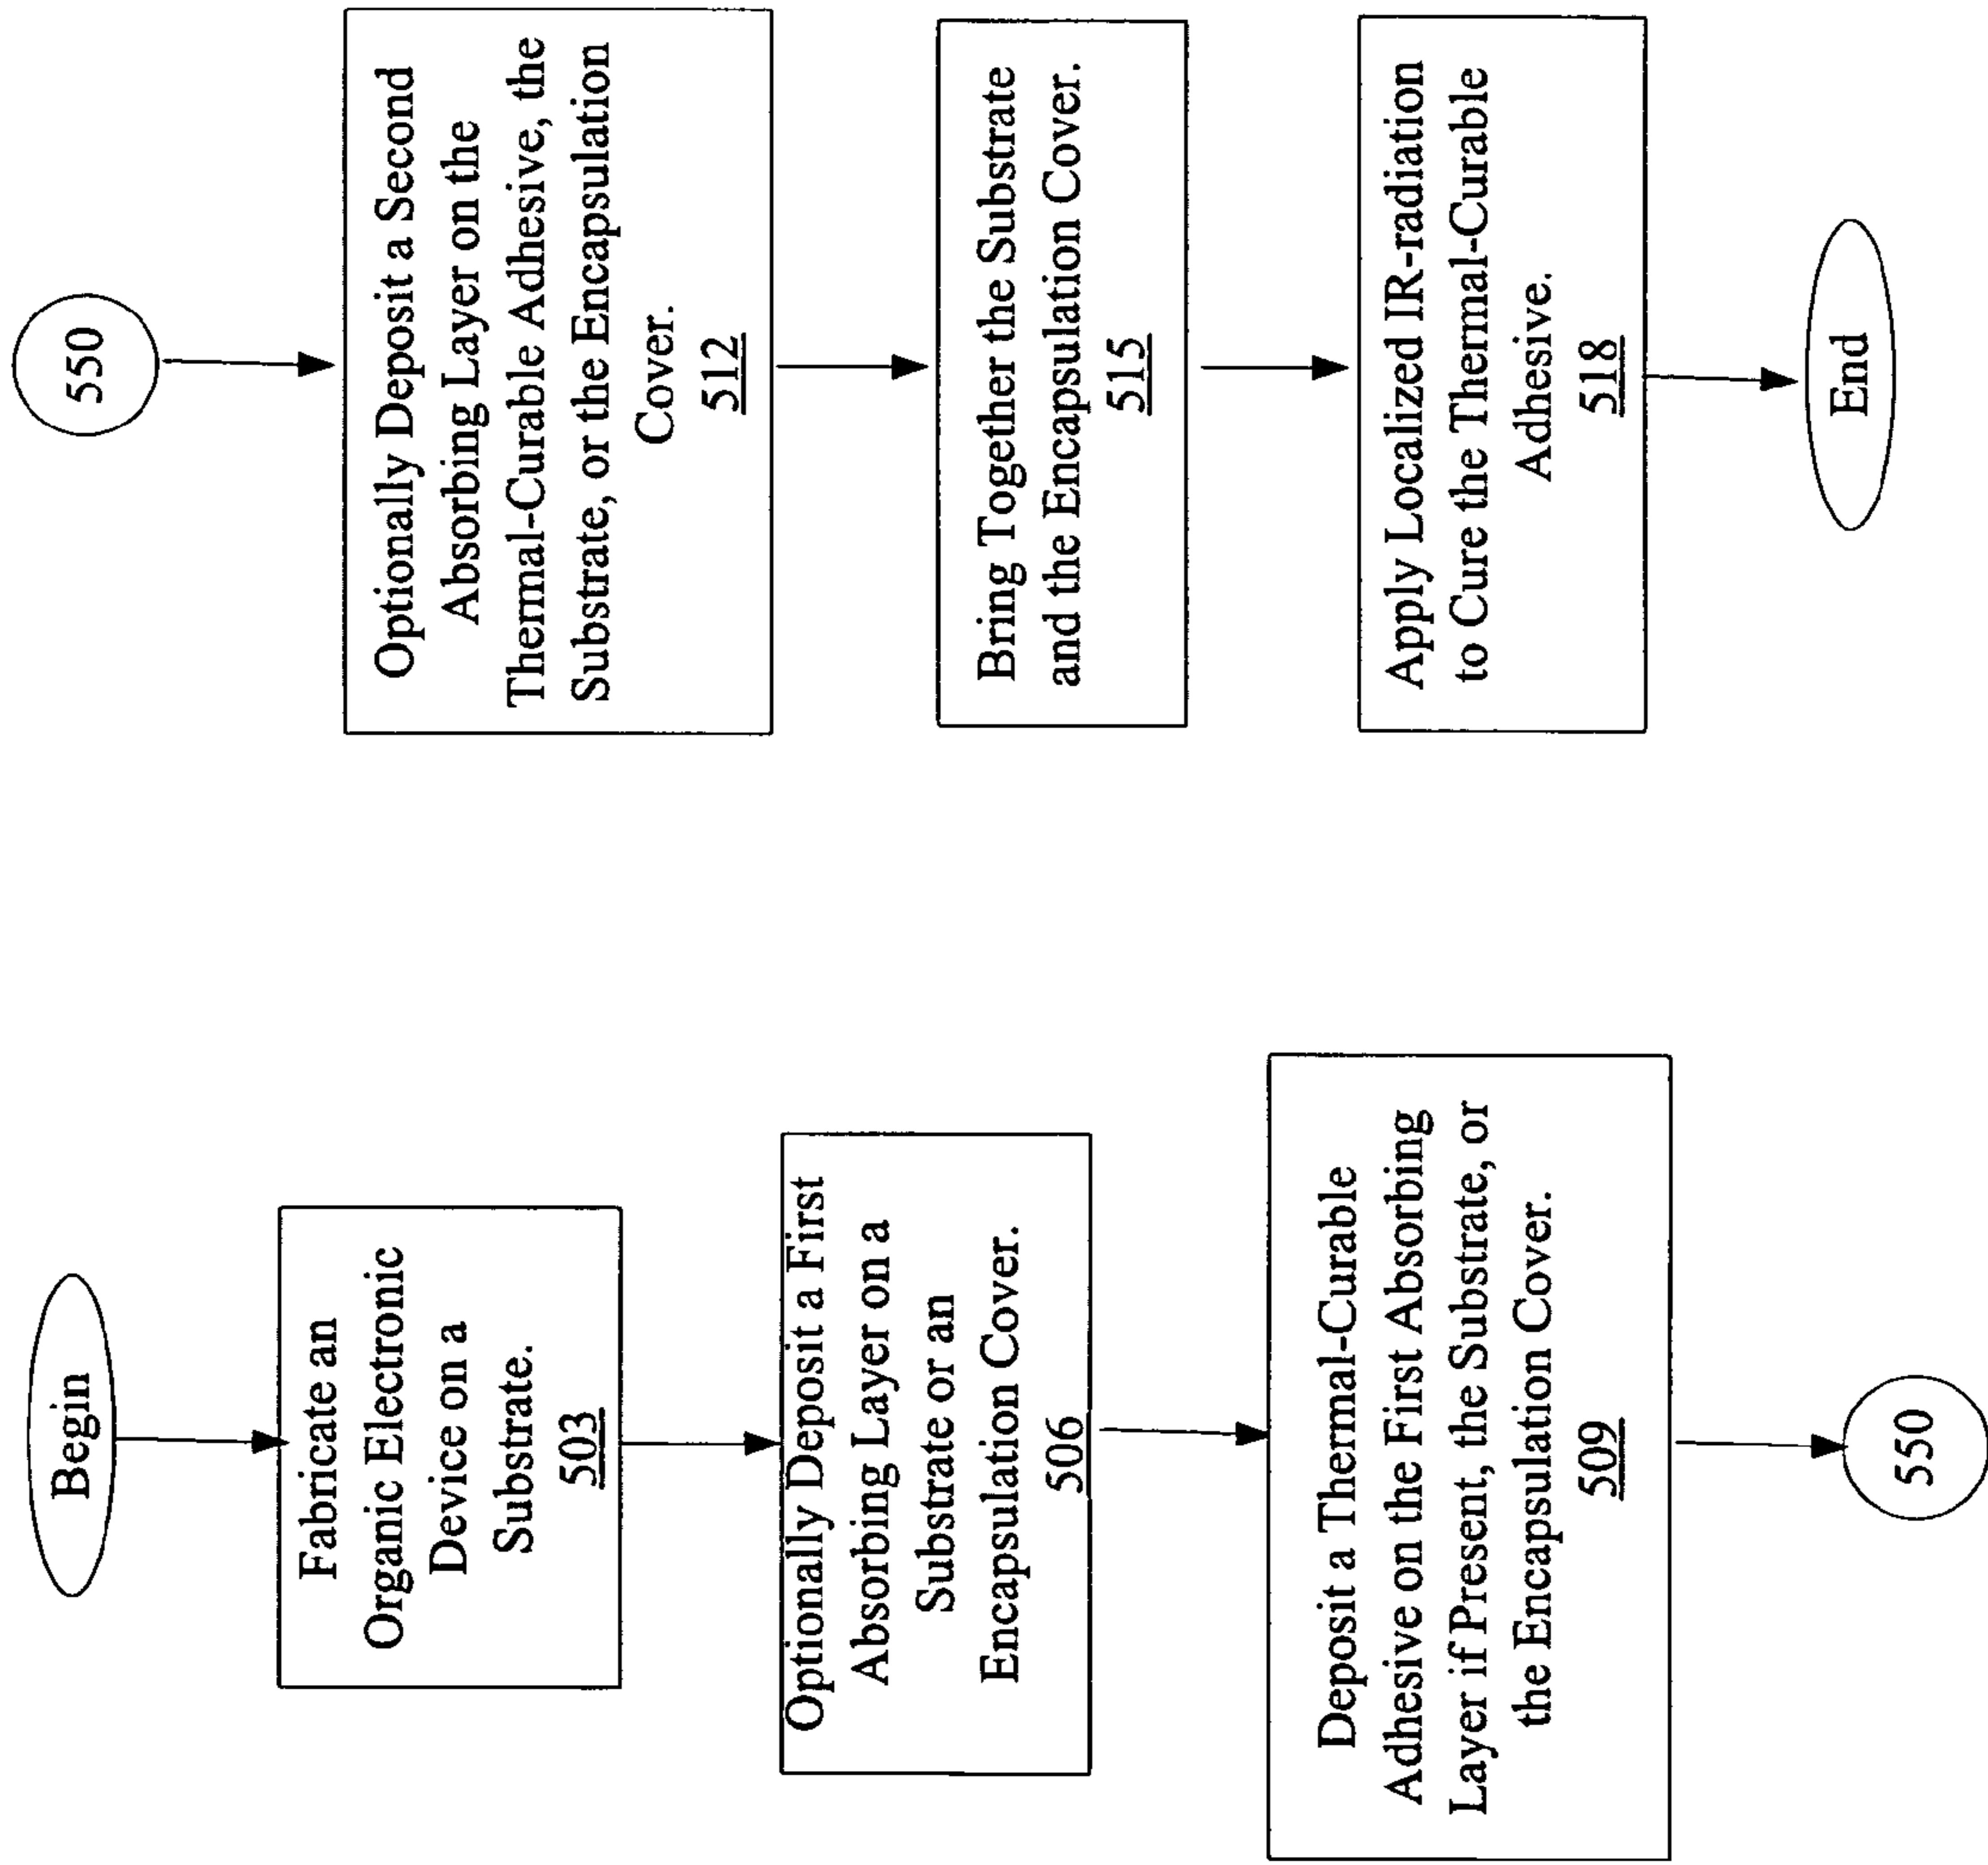 Begin
Fabricate an
Organic Electronic
Device on a
Substrate.
503
Optionally Deposit a First
Absorbing Layer on a
Substrate or an
Encapsulation Cover.
506
Deposit a Thermal-Curable
Adhesive on the First Absorbing
Layer if Present, the Substrate, or
the Encapsulation Cover.
509
550
550
Optionally Deposit a Second
Absorbing Layer on the
Thermal-Curable Adhesive, the
Substrate, or the Encapsulation
Cover.
512
Bring Together the Substrate
and the Encapsulation Cover.
515
Apply Localized IR-radiation
to Cure the Thermal-Curable
Adhesive.
518
End